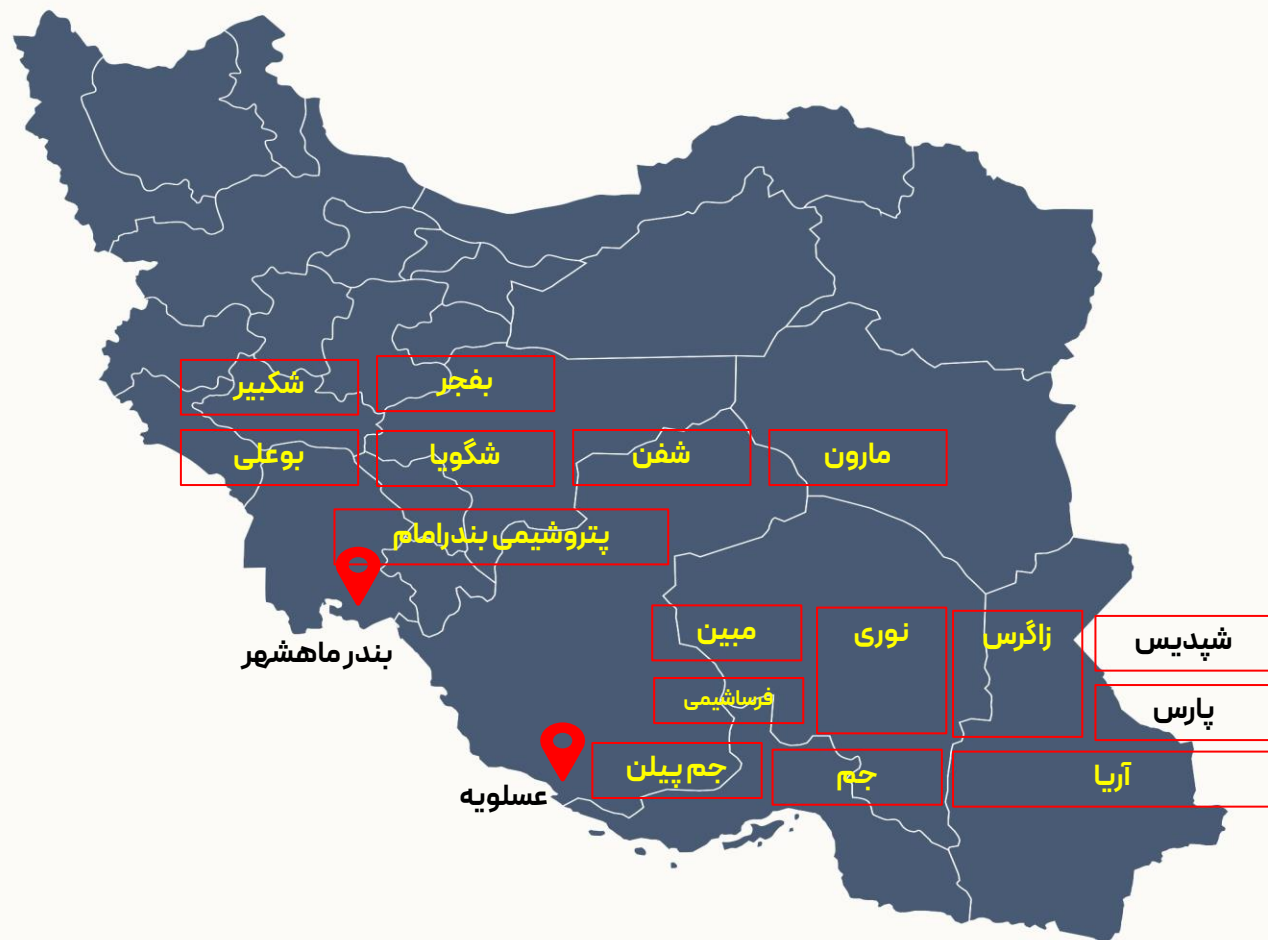 بفجر
شکبیر
مارون
شفن
شگویا
بوعلی
پتروشیمی بندرامام
بندر ماهشهر
شپدیس
زاگرس
نوری
مبین
پارس
فرساشیمی
آریا
جم
جم پیلن
عسلویه